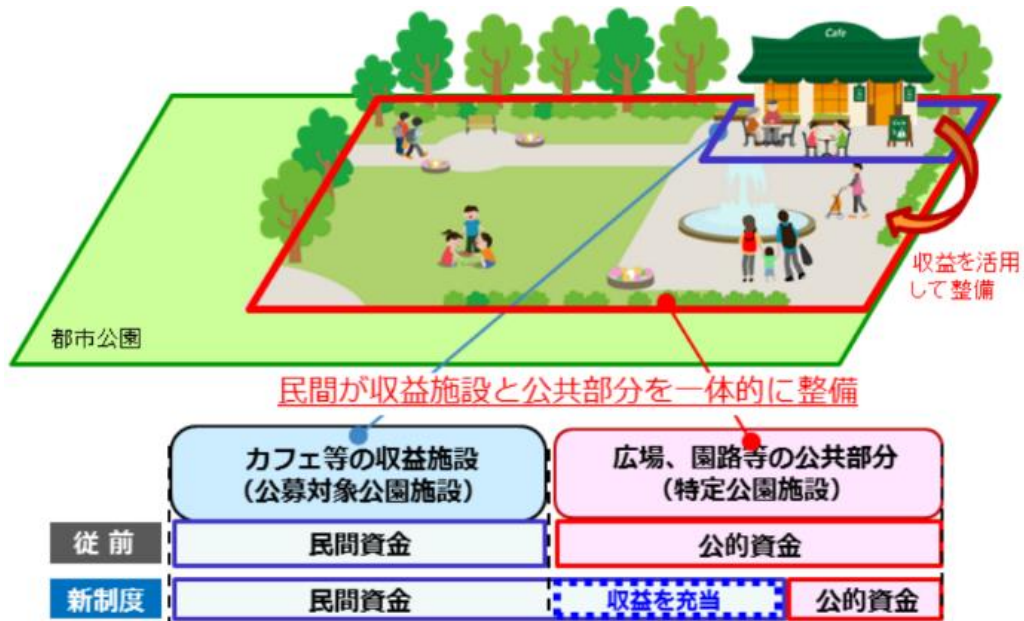 Cafe
収益を活用
して整備
都市公園
民間が収益施設と公共部分を一体的に整備
カフェ等の収益施設
（公募対象公園施設）
広場、園路等の公共部分
（特定公園施設）
従前
民間資金
公的資金
新制度
民間資金
収益を充当
公的資金